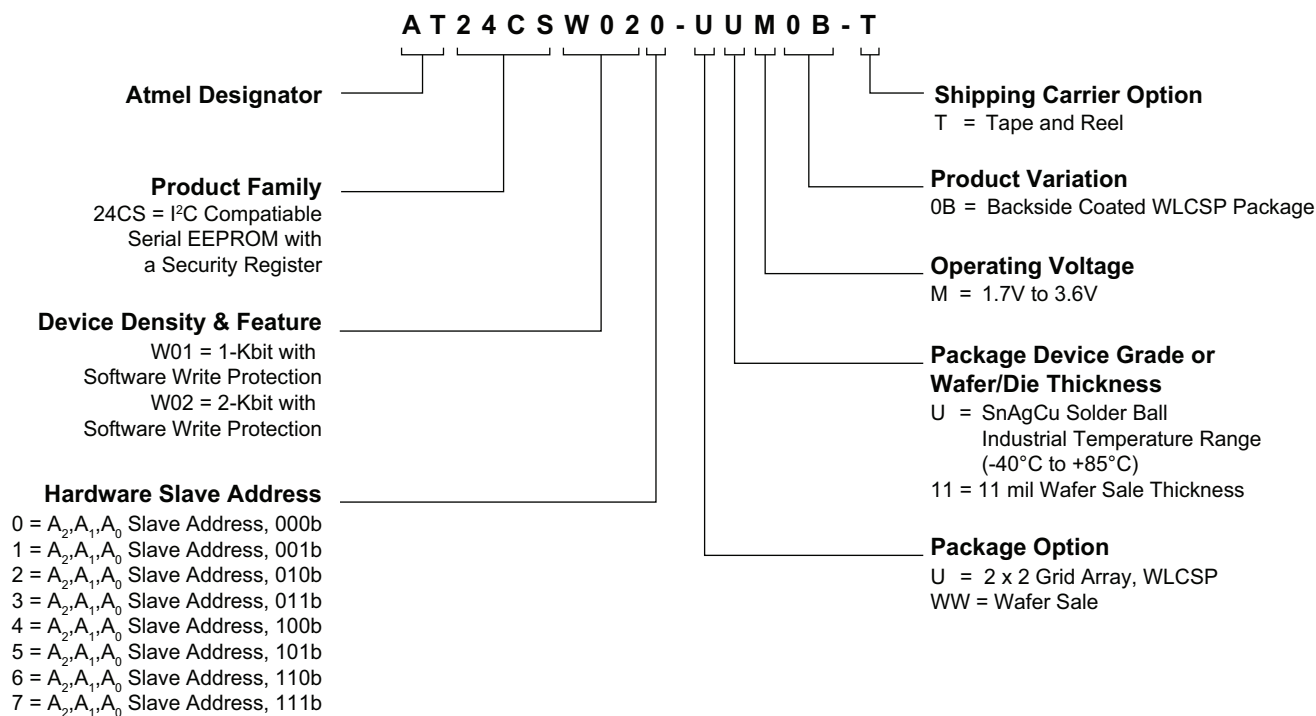 AT24CSW020-UUM0B-T
Atmel Designator
Product Family
24CS = I²C Compatiable
Serial EEPROM with
a Security Register
Device Density & Feature
W01 = 1-Kbit with
Software Write Protection
W02 = 2-Kbit with
Software Write Protection
Hardware Slave Address
0 = A₂,A₁,A₀ Slave Address, 000b
1 = A₂,A₁,A₀ Slave Address, 001b
2 = A₂,A₁,A₀ Slave Address, 010b
3 = A₂,A₁,A₀ Slave Address, 011b
4 = A₂,A₁,A₀ Slave Address, 100b
5 = A₂,A₁,A₀ Slave Address, 101b
6 = A₂,A₁,A₀ Slave Address, 110b
7 = A₂,A₁,A₀ Slave Address, 111b
Shipping Carrier Option
T = Tape and Reel
Product Variation
0B = Backside Coated WLCSP Package
Operating Voltage
M = 1.7V to 3.6V
Package Device Grade or
Wafer/Die Thickness
U = SnAgCu Solder Ball
Industrial Temperature Range
(-40°C to +85°C)
11 = 11 mil Wafer Sale Thickness
Package Option
U = 2 x 2 Grid Array, WLCSP
WW = Wafer Sale